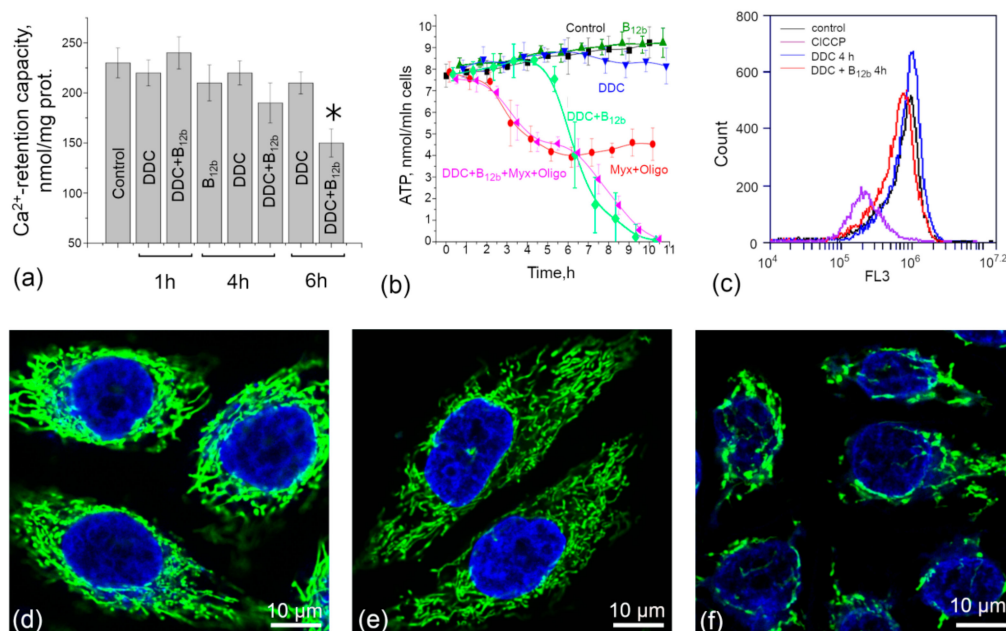 Ca²⁺-retention capacity,
nmol/mg prot.
250
200
150
100
50
Control
DDC
DDC+B₁₂b
B₁₂b
DDC
DDC+B₁₂b
DDC
DDC+B₁₂b
*
1h
4h
6h
(a)
ATP, nmol/mln cells
10
9
8
7
6
5
4
3
2
1
0
Control
B₁₂b
DDC
DDC+B₁₂b
DDC+B₁₂b+Myx+Oligo
Myx+Oligo
0 1 2 3 4 5 6 7 8 9 10 11
Time,h
(b)
Count
800
600
400
200
0
control
CICCP
DDC 4 h
DDC + B₁₂b 4h
10⁴ 10⁵ 10⁶ 10⁷·²
FL3
(c)
(d)
10 µm
(e)
10 µm
(f)
10 µm